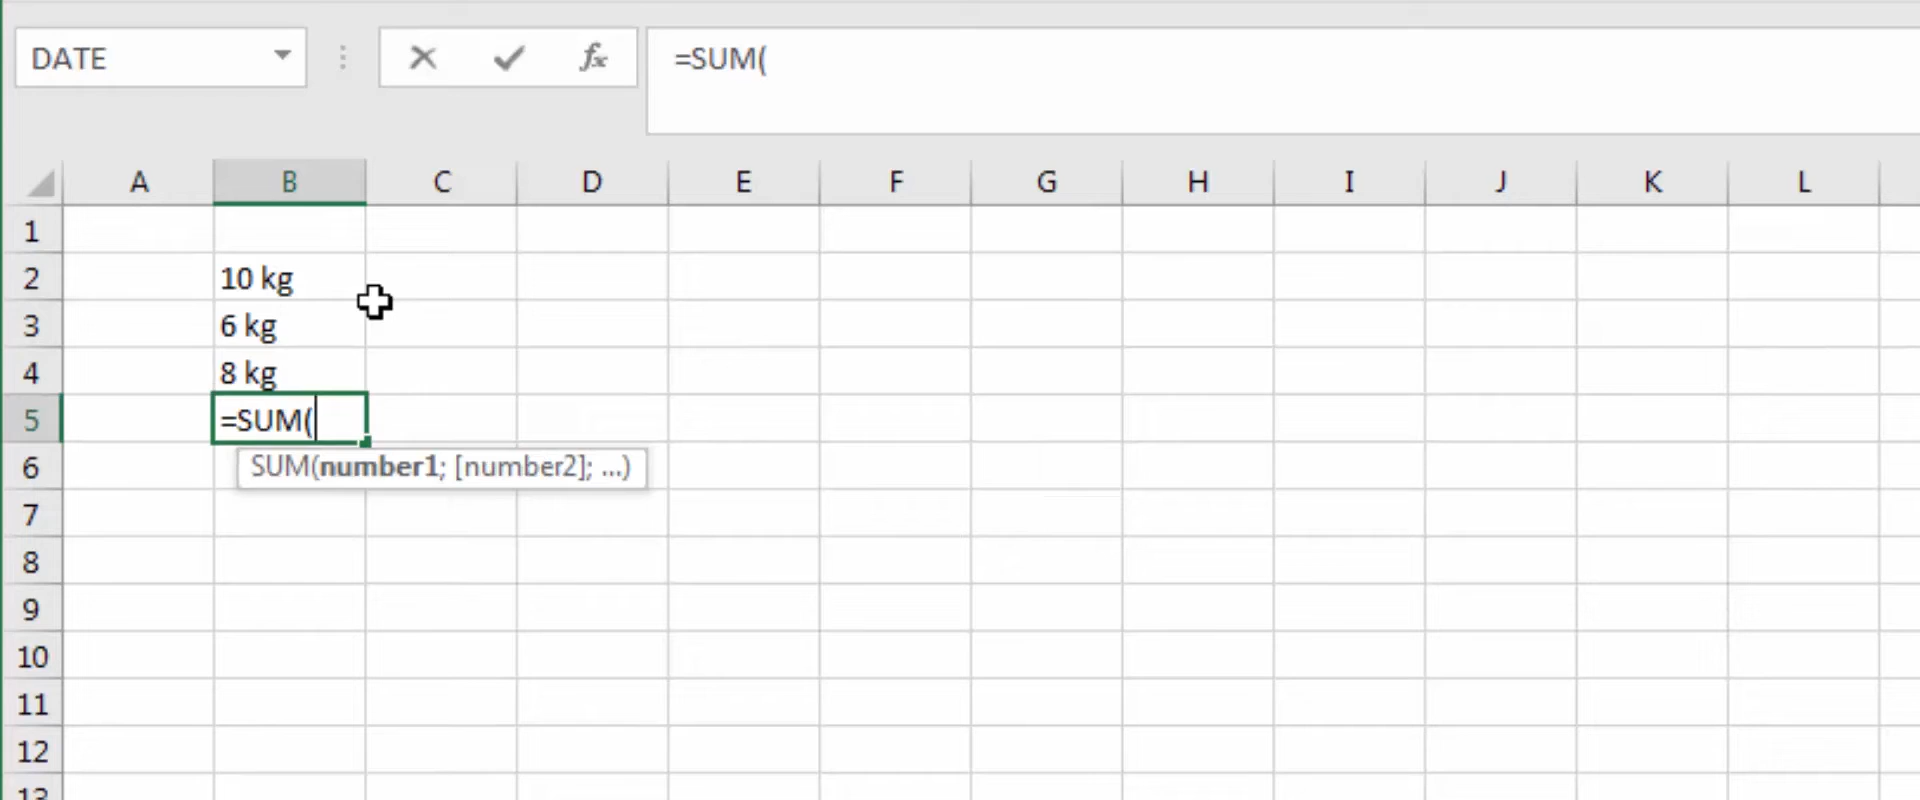 DATE
fx
=SUM(
A B C D E F G H I J K L
1
2 10 kg
3 6 kg
4 8 kg
5 =SUM(
6 SUM(number1; [number2]; ...)
7
8
9
10
11
12
13